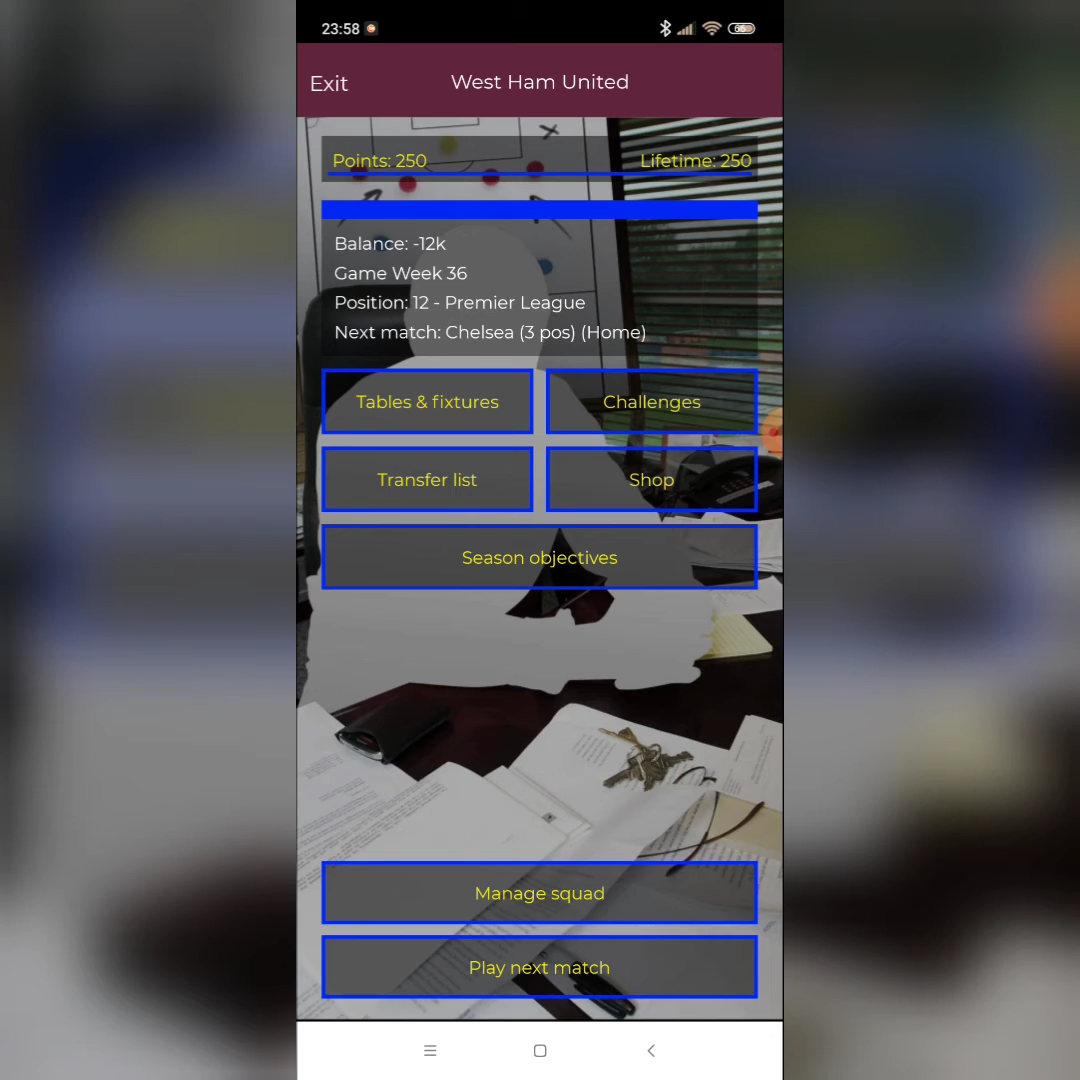 23:58
66
Exit
West Ham United
Points: 250
Lifetime: 250
Balance: -12k
Game Week 36
Position: 12 - Premier League
Next match: Chelsea (3 pos) (Home)
Tables & fixtures
Challenges
Transfer list
Shop
Season objectives
Manage squad
Play next match